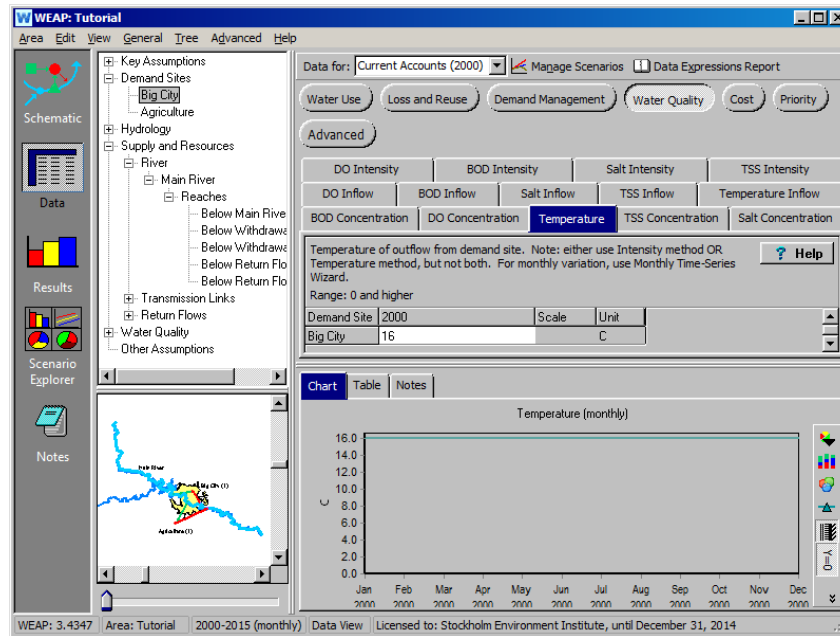 WEAP: Tutorial
Area Edit View General Tree Advanced Help
Schematic
Data
Results
Scenario
Explorer
Notes
Key Assumptions
Demand Sites
Big City
Agriculture
Hydrology
Supply and Resources
River
Main River
Reaches
Below Main Rive
Below Withdrawa
Below Withdrawa
Below Return Flo
Below Return Flo
Transmission Links
Return Flows
Water Quality
Other Assumptions
Main River
Big City (1)
Agriculture (1)
Data for: Current Accounts (2000) Manage Scenarios Data Expressions Report
Water Use Loss and Reuse Demand Management Water Quality Cost Priority
Advanced
DO Intensity BOD Intensity Salt Intensity TSS Intensity
DO Inflow BOD Inflow Salt Inflow TSS Inflow Temperature Inflow
BOD Concentration DO Concentration Temperature TSS Concentration Salt Concentration
Temperature of outflow from demand site. Note: either use Intensity method OR
Temperature method, but not both. For monthly variation, use Monthly Time-Series
Wizard.
? Help
Range: 0 and higher
Demand Site 2000 Scale Unit
Big City 16 C
Chart Table Notes
Temperature (monthly)
C
16.0
14.0
12.0
10.0
8.0
6.0
4.0
2.0
0.0
Jan Feb Mar Apr May Jun Jul Aug Sep Oct Nov Dec
2000 2000 2000 2000 2000 2000 2000 2000 2000 2000 2000 2000
Y=0
WEAP: 3.4347 Area: Tutorial 2000-2015 (monthly) Data View Licensed to: Stockholm Environment Institute, until December 31, 2014